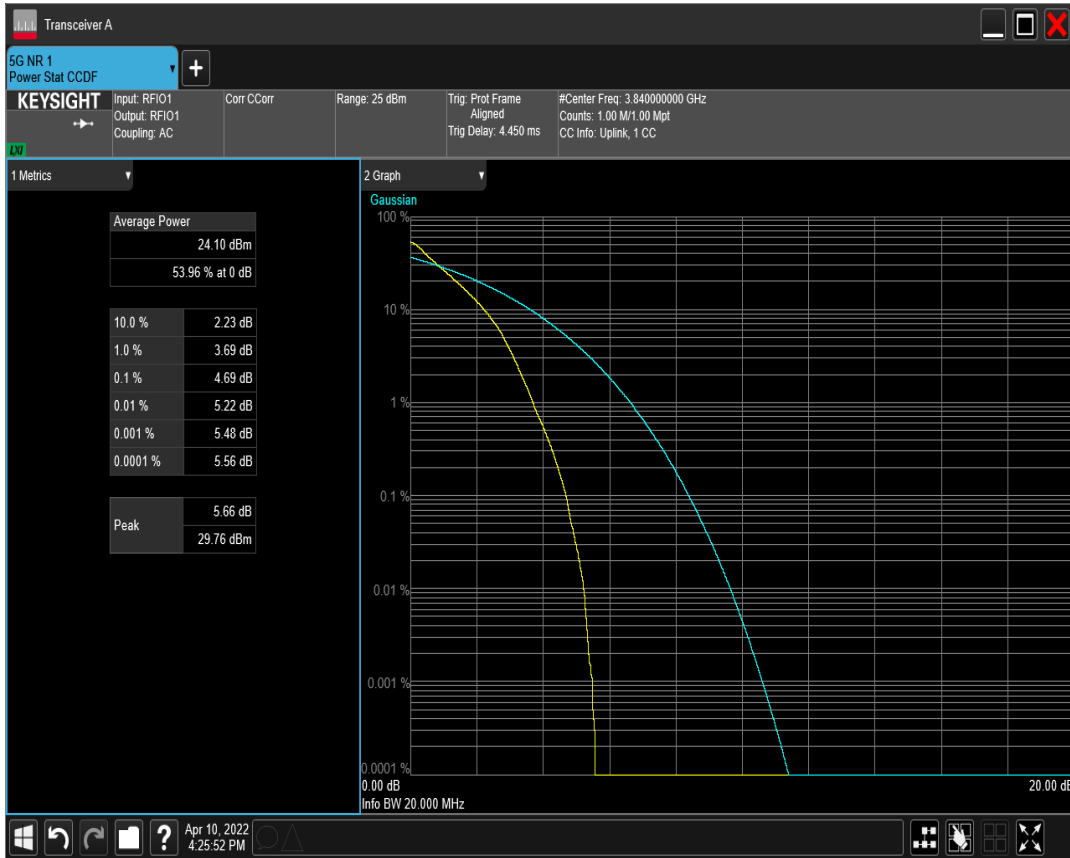 Transceiver A
5G NR 1
Power Stat CCDF
+
KEYSIGHT
LXI
Input: RFIO1
Output: RFIO1
Coupling: AC
Corr CCorr
Range: 25 dBm
Trig: Prot Frame
Aligned
Trig Delay: 4.450 ms
#Center Freq: 3.840000000 GHz
Counts: 1.00 M/1.00 Mpt
CC Info: Uplink, 1 CC
1 Metrics
Average Power
24.10 dBm
53.96 % at 0 dB
10.0 % 2.23 dB
1.0 % 3.69 dB
0.1 % 4.69 dB
0.01 % 5.22 dB
0.001 % 5.48 dB
0.0001 % 5.56 dB
Peak 5.66 dB
29.76 dBm
2 Graph
Gaussian
100 %
10 %
1 %
0.1 %
0.01 %
0.001 %
0.0001 %
0.00 dB 20.00 dB
Info BW 20.000 MHz
?
Apr 10, 2022
4:25:52 PM